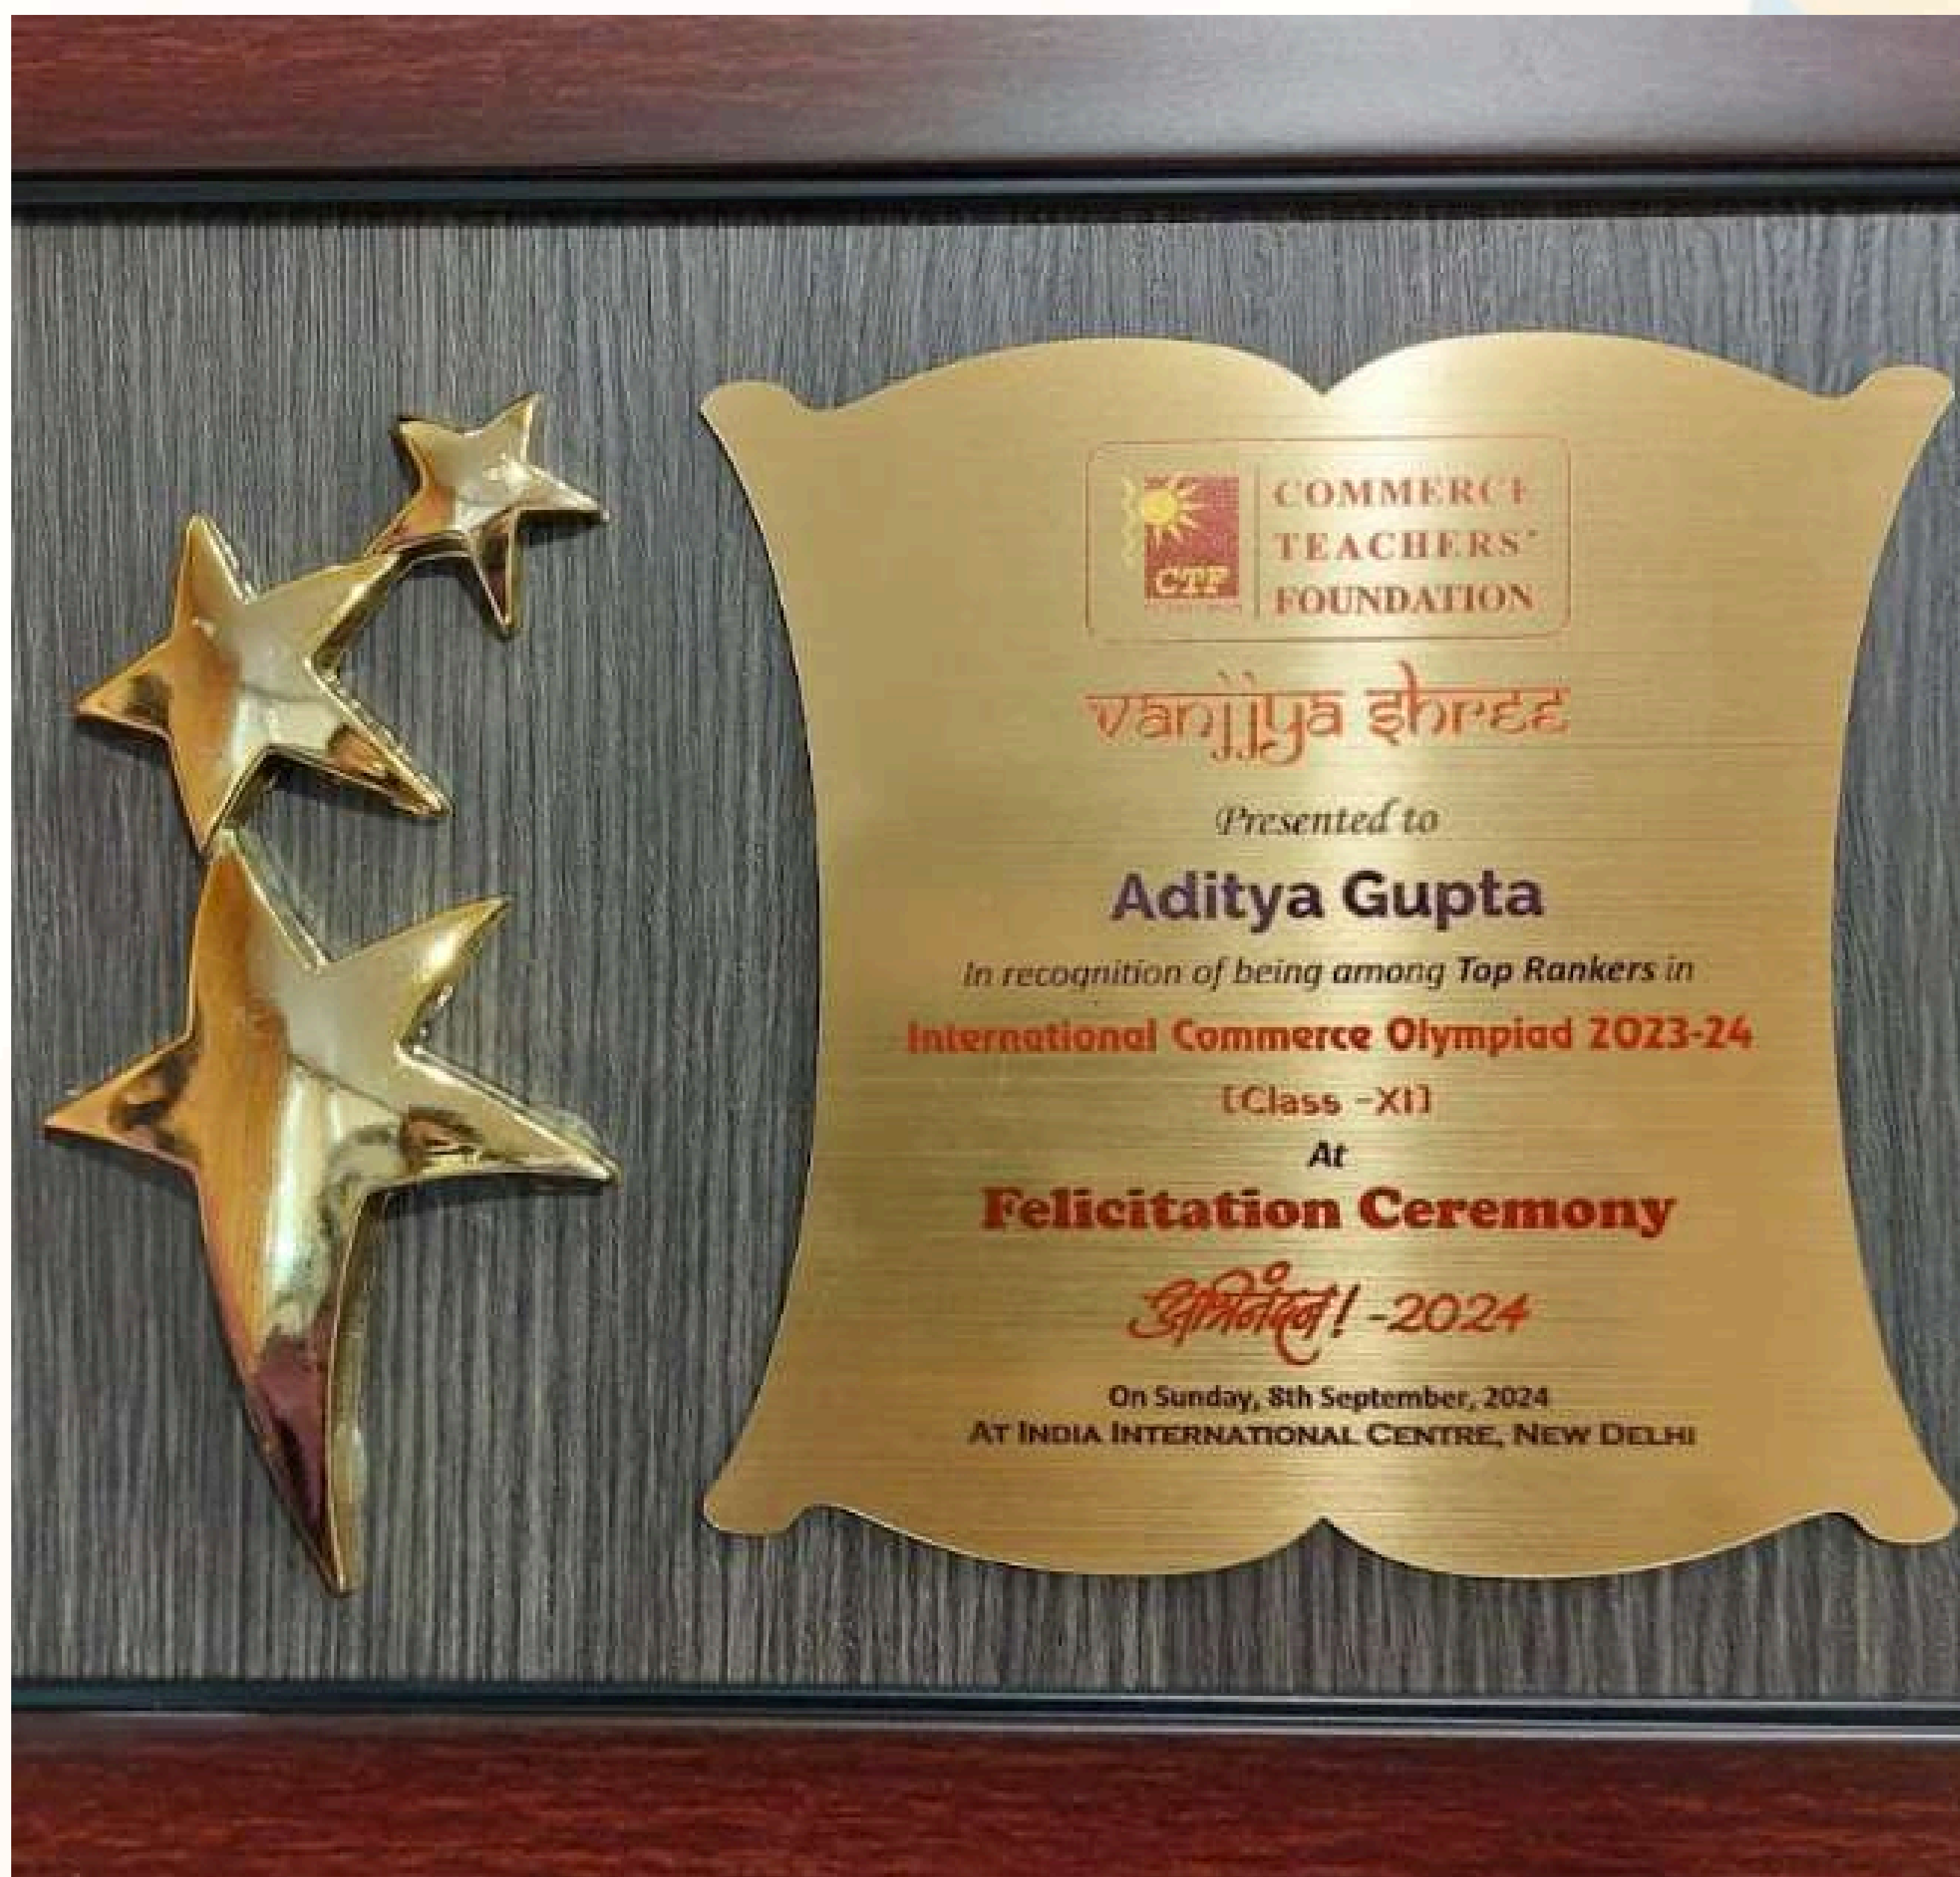 CTF
COMMERCE
TEACHERS'
FOUNDATION
vanijya shree
Presented to
Aditya Gupta
In recognition of being among Top Rankers in
International Commerce Olympiad 2023-24
[Class -XI]
At
Felicitation Ceremony
अभिनंदन! -2024
On Sunday, 8th September, 2024
AT INDIA INTERNATIONAL CENTRE, NEW DELHI